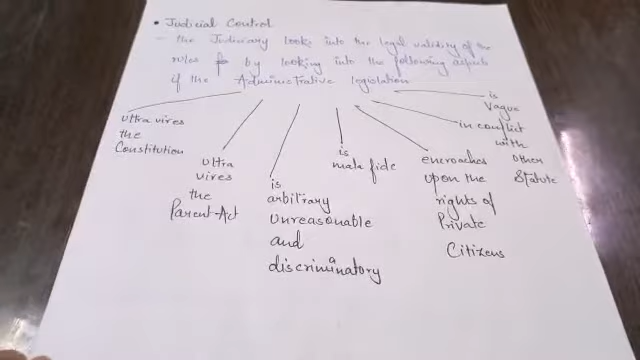 • Judicial Control
– the Judiciary looks into the legal validity of the
rules by looking into the following aspects
if the Administrative legislation
ultra vires
the
Constitution
ultra
vires
the
Parent-Act
is
arbitrary
unreasonable
and
discriminatory
is
mala fide
encroaches
upon the
rights of
Private
Citizens
in conflict
with
other
Statute
is
Vague